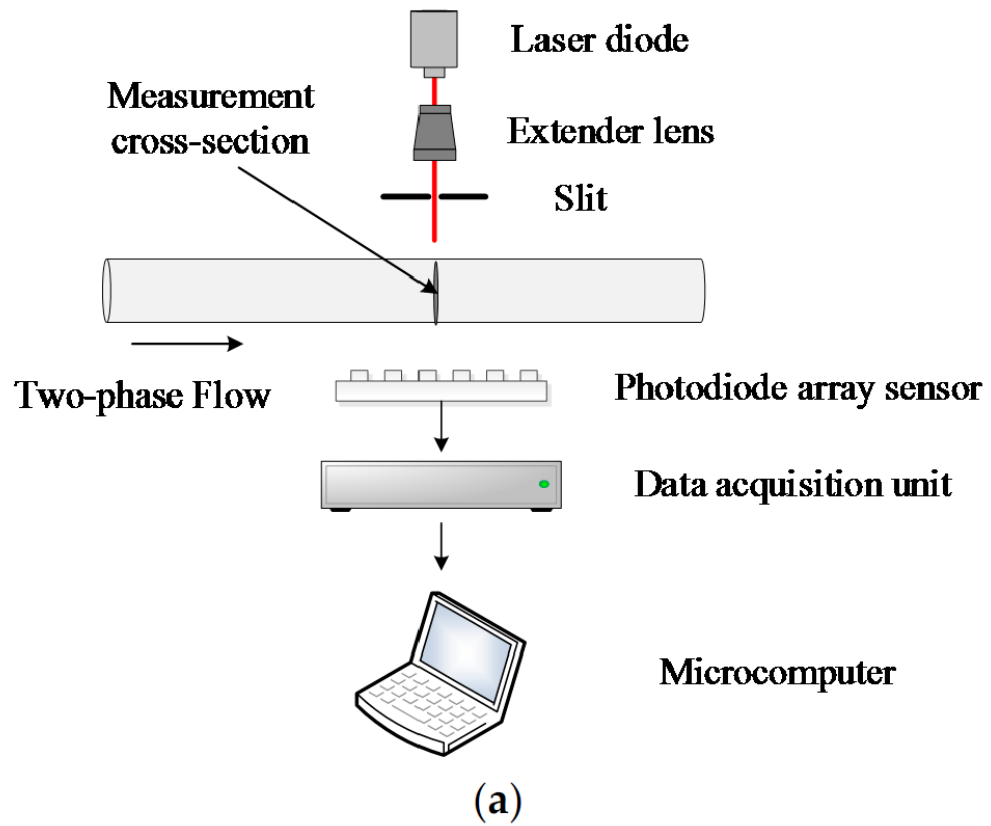 Laser diode
Measurement
cross-section
Extender lens
Slit
Two-phase Flow
Photodiode array sensor
Data acquisition unit
Microcomputer
(a)